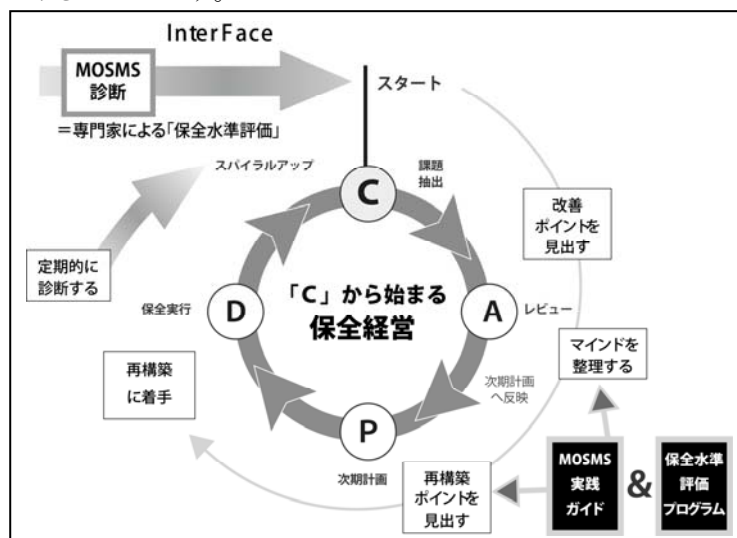 InterFace
MOSMS
診断
スタート
＝専門家による「保全水準評価」
スパイラルアップ
課題
抽出
C
改善
ポイントを
見出す
定期的に
診断する
「C」から始まる
保全経営
保全実行
D
A
レビュー
マインドを
整理する
再構築
に着手
次期計画
へ反映
P
次期計画
再構築
ポイントを
見出す
MOSMS
実践
ガイド
&
保全水準
評価
プログラム